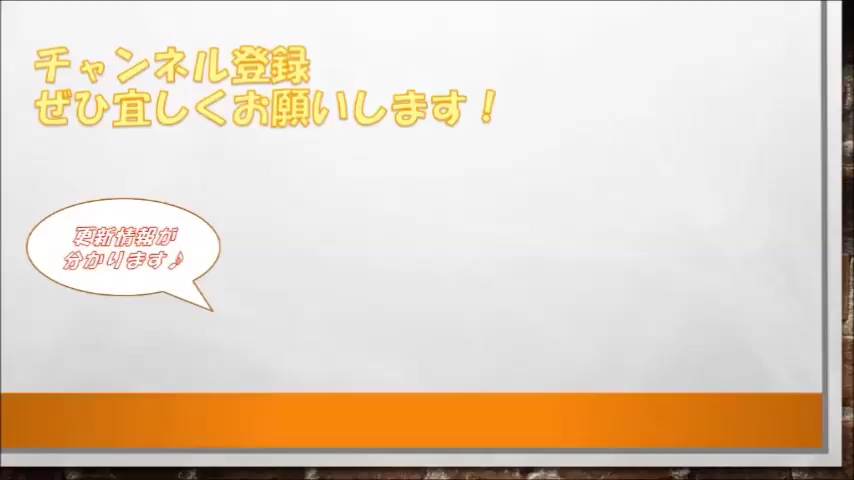 チャンネル登録
ぜひ宜しくお願いします！
更新情報が
分かります♪